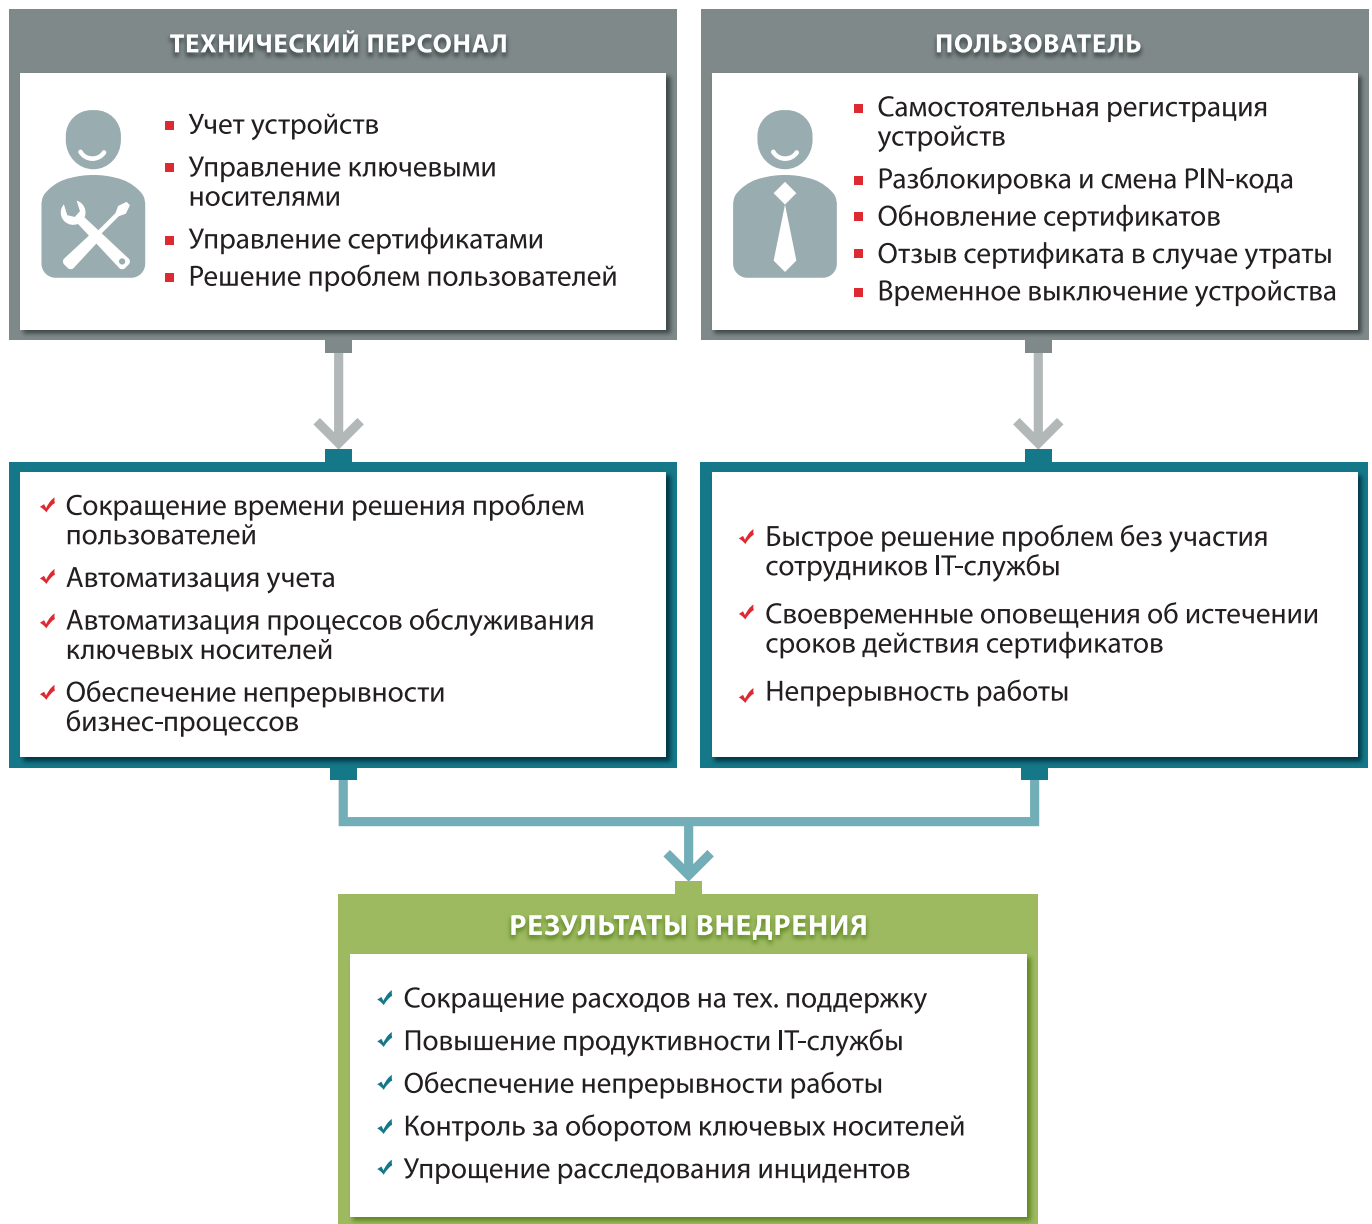 ТЕХНИЧЕСКИЙ ПЕРСОНАЛ
Учет устройств
Управление ключевыми
носителями
Управление сертификатами
Решение проблем пользователей
ПОЛЬЗОВАТЕЛЬ
Самостоятельная регистрация
устройств
Разблокировка и смена PIN-кода
Обновление сертификатов
Отзыв сертификата в случае утраты
Временное выключение устройства
Сокращение времени решения проблем
пользователей
Автоматизация учета
Автоматизация процессов обслуживания
ключевых носителей
Обеспечение непрерывности
бизнес-процессов
Быстрое решение проблем без участия
сотрудников IT-службы
Своевременные оповещения об истечении
сроков действия сертификатов
Непрерывность работы
РЕЗУЛЬТАТЫ ВНЕДРЕНИЯ
Сокращение расходов на тех. поддержку
Повышение продуктивности IT-службы
Обеспечение непрерывности работы
Контроль за оборотом ключевых носителей
Упрощение расследования инцидентов